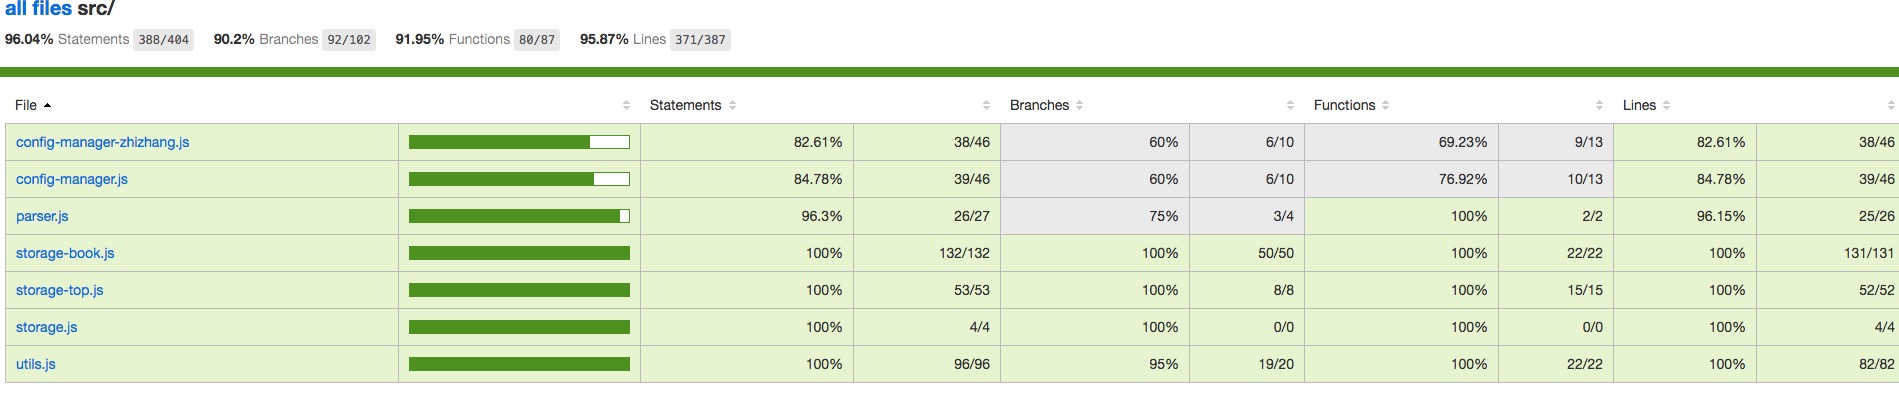 all files src/
96.04% Statements 388/404 90.2% Branches 92/102 91.95% Functions 80/87 95.87% Lines 371/387
File Statements Branches Functions Lines
config-manager-zhizhang.js 82.61% 38/46 60% 6/10 69.23% 9/13 82.61% 38/46
config-manager.js 84.78% 39/46 60% 6/10 76.92% 10/13 84.78% 39/46
parser.js 96.3% 26/27 75% 3/4 100% 2/2 96.15% 25/26
storage-book.js 100% 132/132 100% 50/50 100% 22/22 100% 131/131
storage-top.js 100% 53/53 100% 8/8 100% 15/15 100% 52/52
storage.js 100% 4/4 100% 0/0 100% 0/0 100% 4/4
utils.js 100% 96/96 95% 19/20 100% 22/22 100% 82/82